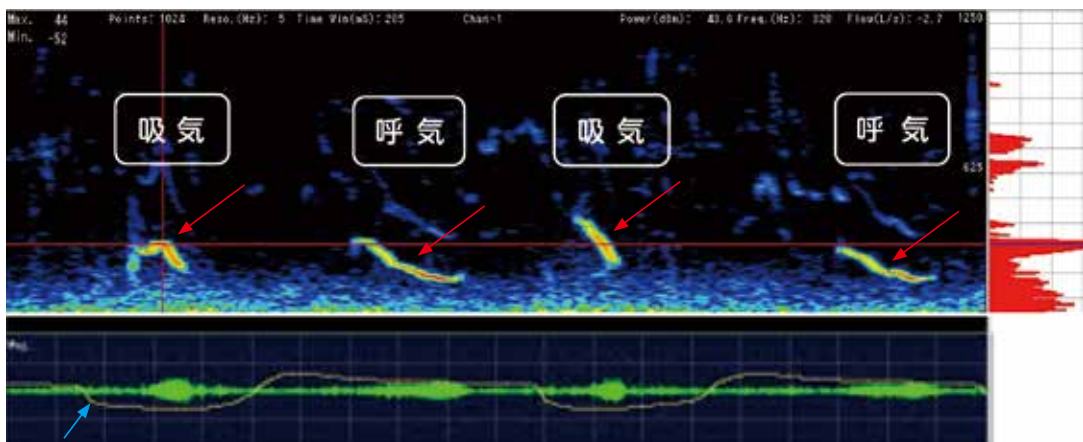 Max. 44 Points: 1024 Reso.(Hz): 5 Time Win(mS): 205 Chan-1 Power(dBm): 43.0 Freq.(Hz): 320 Flow(L/s): -2.7 1250
Min. -52
吸気 呼気 吸気 呼気
625